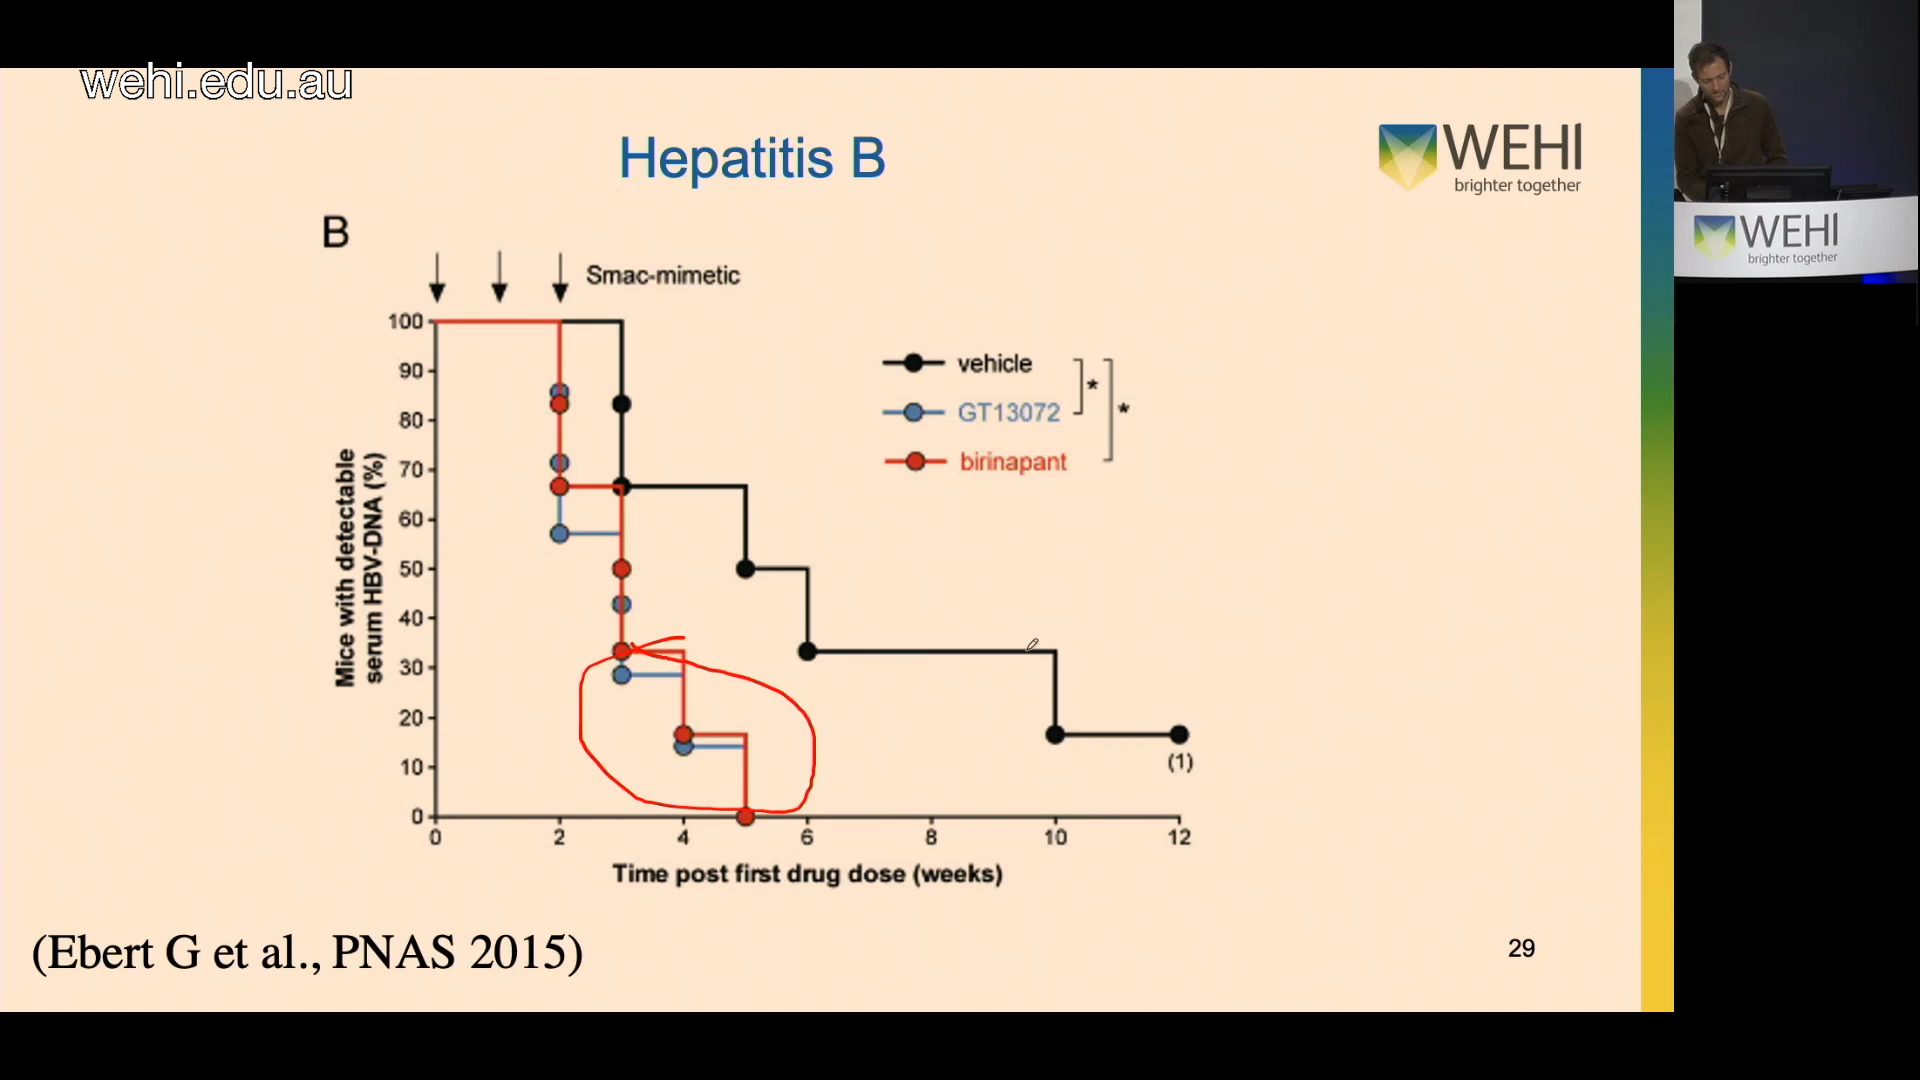 wehi.edu.au
Hepatitis B
WEHI
brighter together
B
Smac-mimetic
100
90
80
70
60
50
40
30
20
10
0
Mice with detectable
serum HBV-DNA (%)
vehicle
GT13072
birinapant
*
*
(1)
0 2 4 6 8 10 12
Time post first drug dose (weeks)
(Ebert G et al., PNAS 2015)
29
WEHI
brighter together